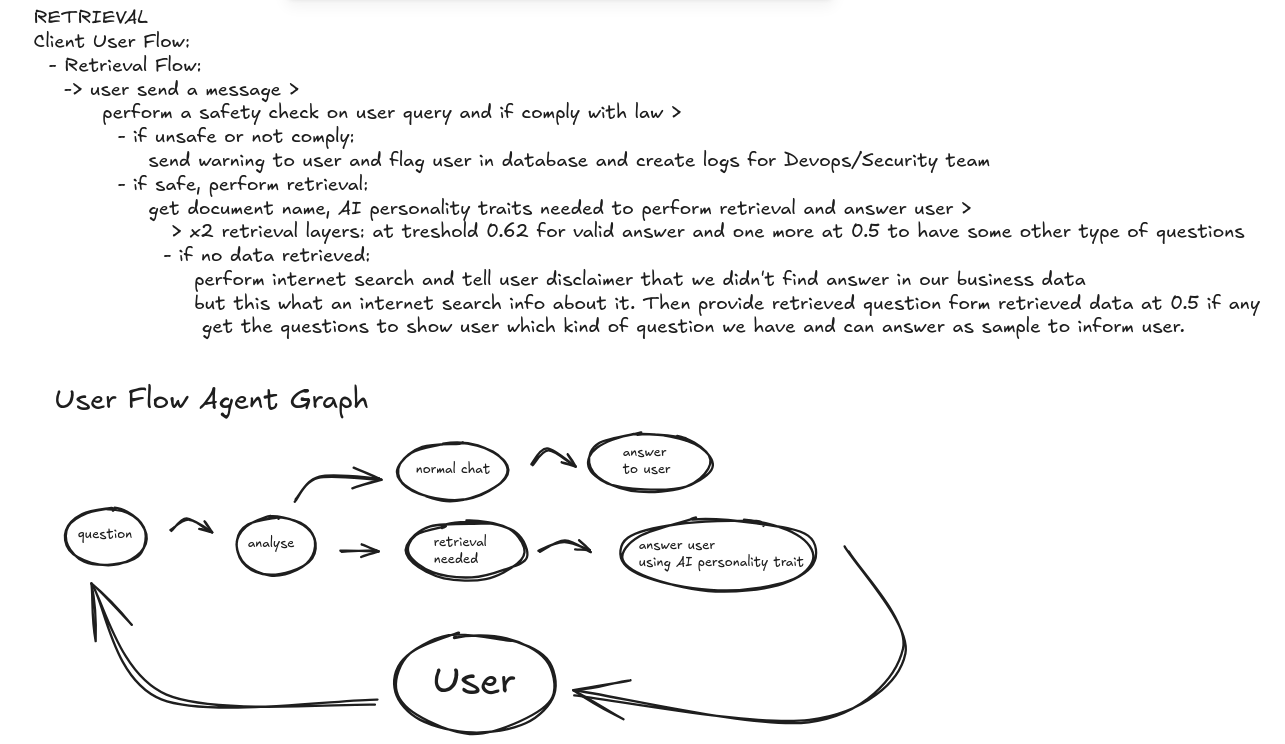 RETRIEVAL
Client User Flow:
- Retrieval Flow:
-> user send a message >
perform a safety check on user query and if comply with law >
- if unsafe or not comply:
send warning to user and flag user in database and create logs for Devops/Security team
- if safe, perform retrieval:
get document name, AI personality traits needed to perform retrieval and answer user >
> x2 retrieval layers: at treshold 0.62 for valid answer and one more at 0.5 to have some other type of questions
- if no data retrieved:
perform internet search and tell user disclaimer that we didn't find answer in our business data
but this what an internet search info about it. Then provide retrieved question form retrieved data at 0.5 if any
get the questions to show user which kind of question we have and can answer as sample to inform user.
User Flow Agent Graph
normal chat
answer
to user
question
analyse
retrieval
needed
answer user
using AI personality trait
User